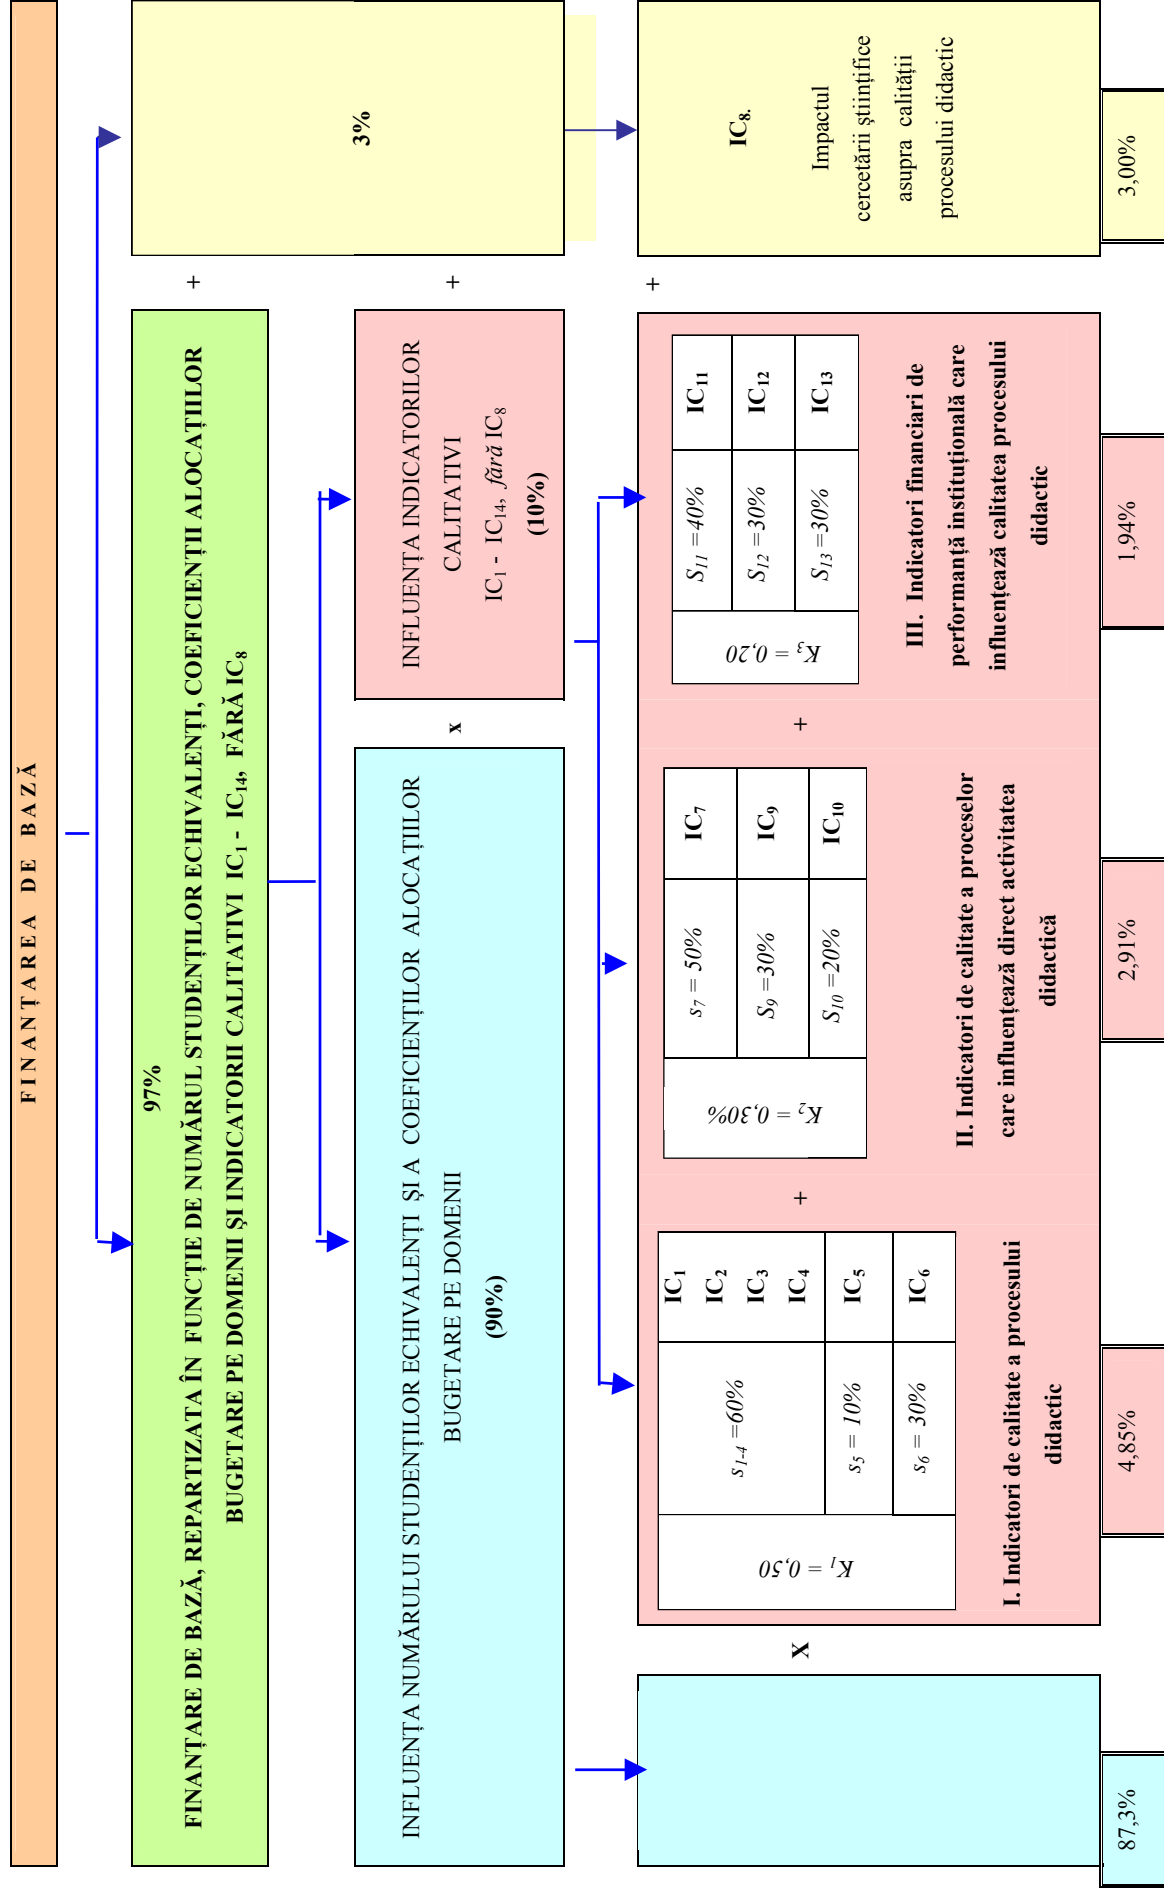 FINANȚAREA DE BAZĂ
97%
FINANȚARE DE BAZĂ, REPARTIZATA ÎN FUNCȚIE DE NUMĂRUL STUDENȚILOR ECHIVALENȚI, COEFICIENȚII ALOCAȚIILOR
BUGETARE PE DOMENII ŞI INDICATORII CALITATIVI IC1 - IC14, FĂRĂ IC8
+
3%
INFLUENȚA NUMĂRULUI STUDENȚILOR ECHIVALENȚI ŞI A COEFICIENȚILOR ALOCAȚIILOR
BUGETARE PE DOMENII
(90%)
x
INFLUENȚA INDICATORILOR
CALITATIVI
IC1 - IC14, fără IC8
(10%)
+
X
K1 = 0,50
s1-4 =60%
IC1
IC2
IC3
IC4
s5 = 10%
IC5
s6 = 30%
IC6
I. Indicatori de calitate a procesului
didactic
+
K2 = 0,30%
s7 = 50%
IC7
S9 =30%
IC9
S10 =20%
IC10
II. Indicatori de calitate a proceselor
care influențează direct activitatea
didactică
+
K3 = 0,20
S11 =40%
IC11
S12 =30%
IC12
S13 =30%
IC13
III. Indicatori financiari de
performanță instituțională care
influențează calitatea procesului
didactic
+
IC8.
Impactul
cercetării ştiințifice
asupra calității
procesului didactic
87,3%
4,85%
2,91%
1,94%
3,00%